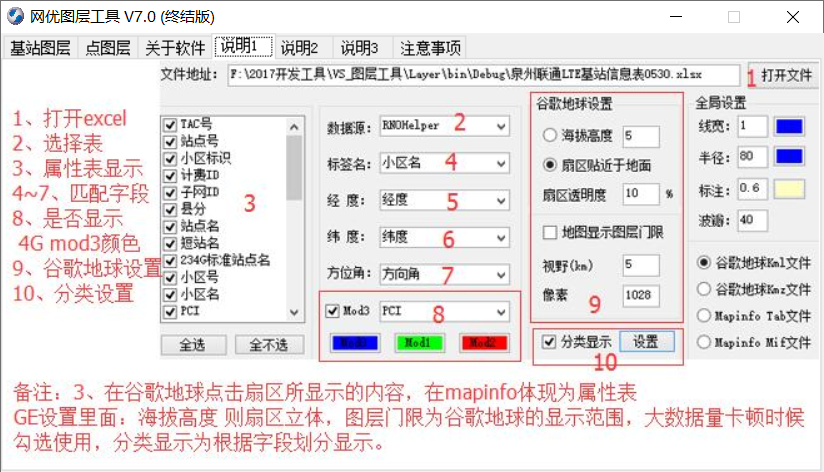 网优图层工具 V7.0 (终结版)
基站图层 点图层 关于软件 说明1 说明2 说明3 注意事项
文件地址: F:\2017开发工具\VS_图层工具\Layer\bin\Debug\泉州联通LTE基站信息表0530.xlsx 1 打开文件
1、打开excel
2、选择表
3、属性表显示
4~7、匹配字段
8、是否显示
4G mod3颜色
9、谷歌地球设置
10、分类设置
TAC号
站点号
小区标识
计费ID
子网ID
县分
站点名
短站名
234G标准站点名
小区号
小区名
PCI
3
全选 全不选
数据源: RNOHelper 2
标签名: 小区名 4
经 度: 经度 5
纬 度: 纬度 6
方位角: 方向角 7
Mod3 PCI 8
Mod0 Mod1 Mod2
谷歌地球设置
海拔高度 5
扇区贴近于地面
扇区透明度 10 %
地图显示图层门限
视野(km) 5
像素 1028
9
分类显示 设置
10
全局设置
线宽: 1
半径: 80
标注: 0.6
波瓣: 40
谷歌地球Kml文件
谷歌地球Kmz文件
Mapinfo Tab文件
Mapinfo Mif文件
备注：3、在谷歌地球点击扇区所显示的内容，在mapinfo体现为属性表
GE设置里面：海拔高度 则扇区立体，图层门限为谷歌地球的显示范围，大数据量卡顿时候
勾选使用，分类显示为根据字段划分显示。